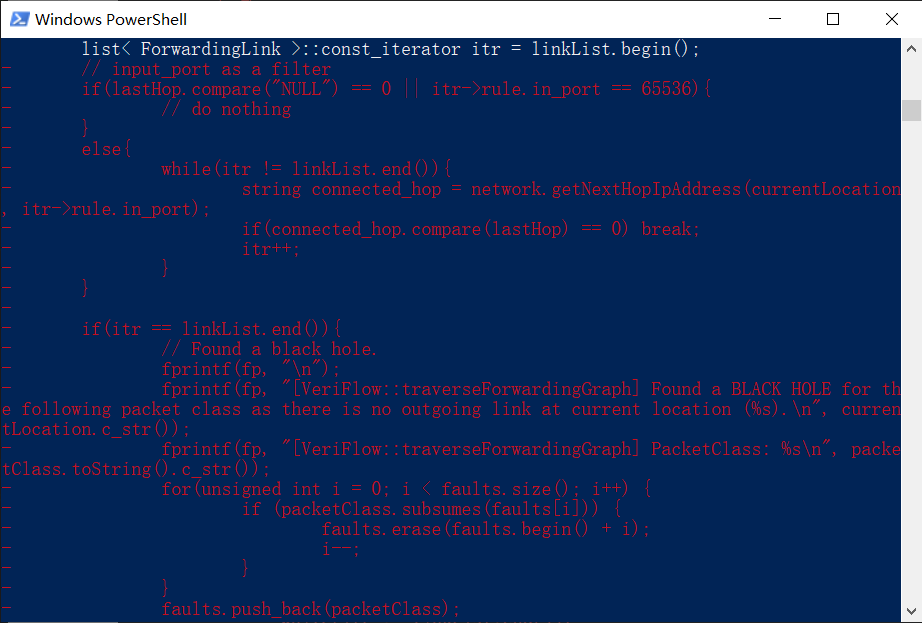 Windows PowerShell
list< ForwardingLink >::const_iterator itr = linkList.begin();
-        // input_port as a filter
-        if(lastHop.compare("NULL") == 0 || itr->rule.in_port == 65536){
-                // do nothing
-        }
-        else{
-                while(itr != linkList.end()){
-                        string connected_hop = network.getNextHopIpAddress(currentLocation
, itr->rule.in_port);
-                        if(connected_hop.compare(lastHop) == 0) break;
-                        itr++;
-                }
-        }
-
-        if(itr == linkList.end()){
-                // Found a black hole.
-                fprintf(fp, "\n");
-                fprintf(fp, "[VeriFlow::traverseForwardingGraph] Found a BLACK HOLE for th
e following packet class as there is no outgoing link at current location (%s).\n", curren
tLocation.c_str());
-                fprintf(fp, "[VeriFlow::traverseForwardingGraph] PacketClass: %s\n", packe
tClass.toString().c_str());
-                for(unsigned int i = 0; i < faults.size(); i++) {
-                        if (packetClass.subsumes(faults[i])) {
-                                faults.erase(faults.begin() + i);
-                                i--;
-                        }
-                }
-                faults.push_back(packetClass);